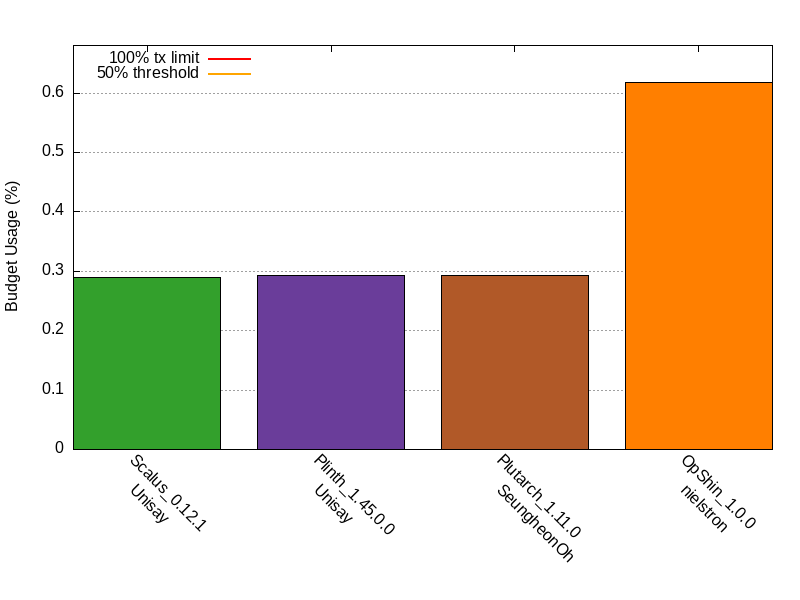 100% tx limit
50% threshold
Budget Usage (%)
0.6
0.5
0.4
0.3
0.2
0.1
0
Scalus_0.12.1
Unisay
Plinth_1.45.0.0
Unisay
Plutarch_1.11.0
SeungheonOh
OpShin_1.0.0
nielstron